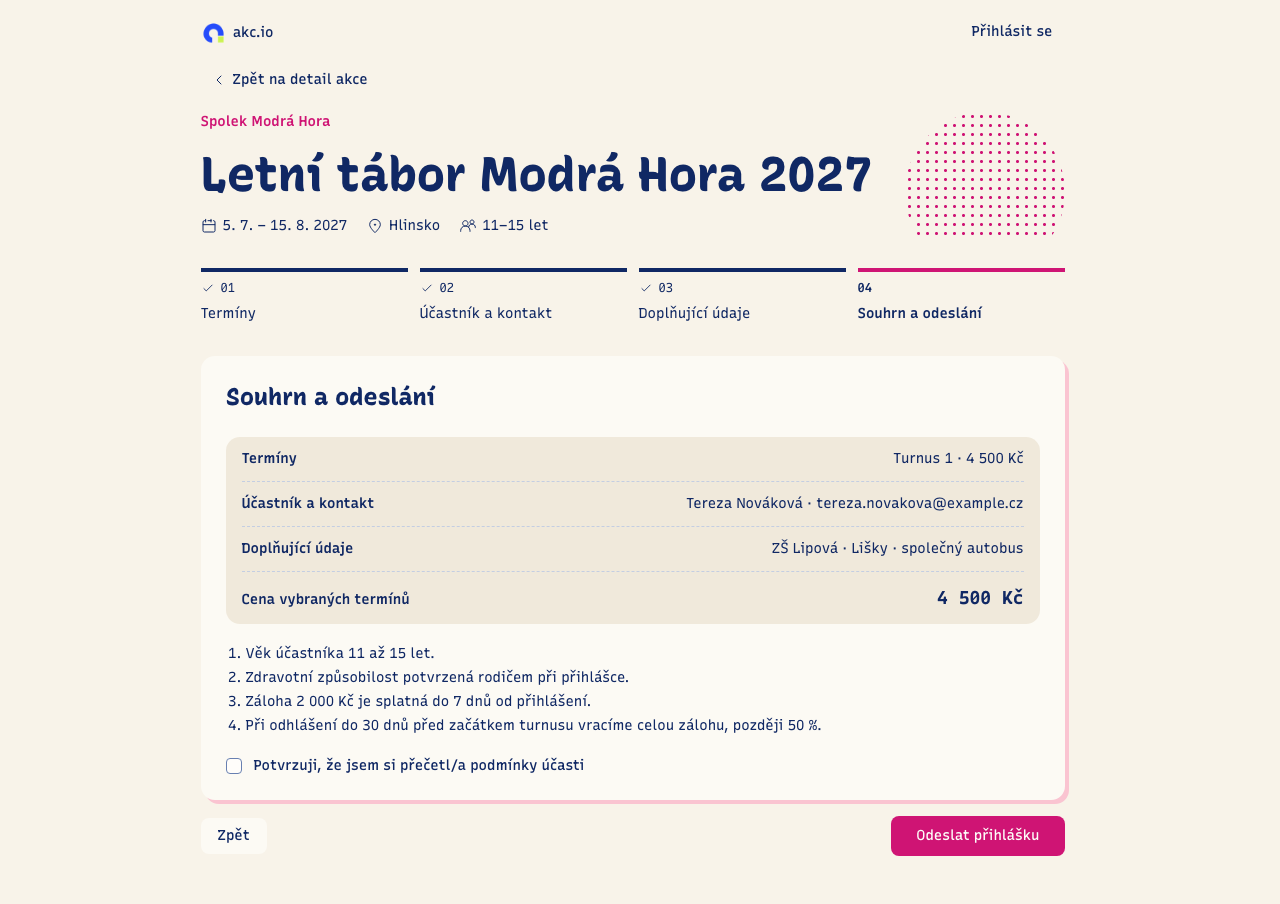 akc.io
Přihlásit se
Zpět na detail akce
Spolek Modrá Hora
Letní tábor Modrá Hora 2027
5. 7. – 15. 8. 2027 Hlinsko 11–15 let
01 02 03 04
Termíny Účastník a kontakt Doplňující údaje Souhrn a odeslání
Souhrn a odeslání
Termíny Turnus 1 · 4 500 Kč
Účastník a kontakt Tereza Nováková · tereza.novakova@example.cz
Doplňující údaje ZŠ Lipová · Lišky · společný autobus
Cena vybraných termínů 4 500 Kč
1. Věk účastníka 11 až 15 let.
2. Zdravotní způsobilost potvrzená rodičem při přihlášce.
3. Záloha 2 000 Kč je splatná do 7 dnů od přihlášení.
4. Při odhlášení do 30 dnů před začátkem turnusu vracíme celou zálohu, později 50 %.
Potvrzuji, že jsem si přečetl/a podmínky účasti
Zpět Odeslat přihlášku